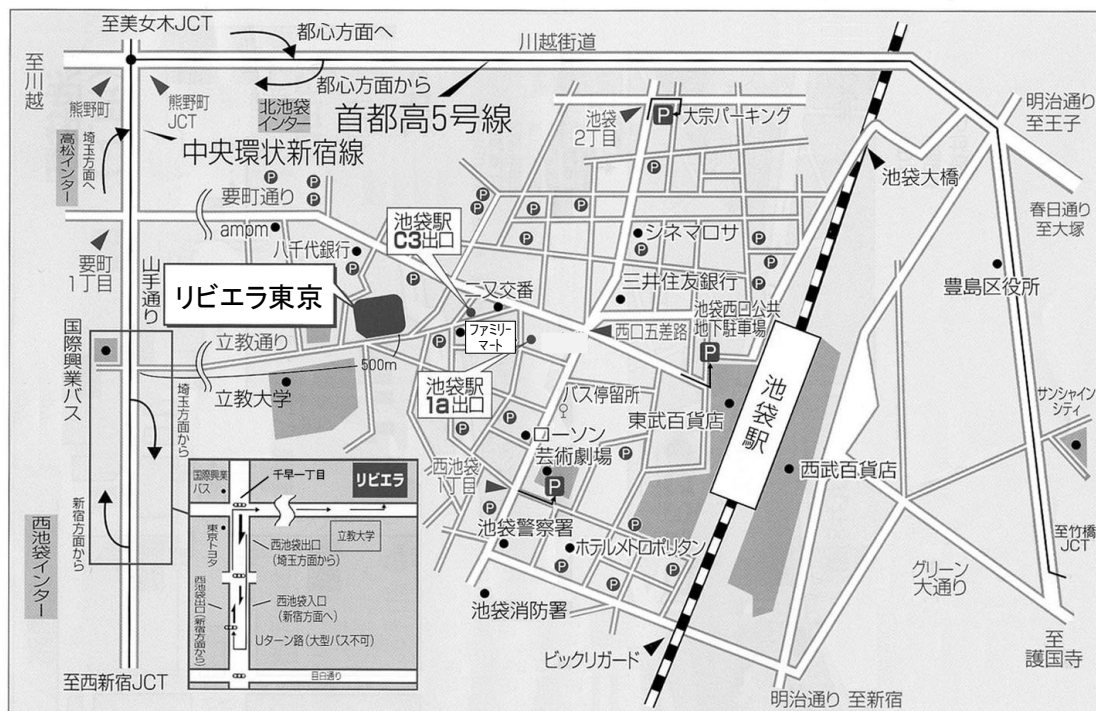 至美女木JCT
都心方面へ
川越街道
至川越
都心方面から
熊野町
熊野町
JCT
北池袋
インター
首都高5号線
池袋
2丁目
P
大宗パーキング
明治通り
至王子
高松インター
埼玉方面へ
中央環状新宿線
池袋大橋
要町通り
ampm
池袋駅
C3出口
シネマロサ
春日通り
至大塚
要町
1丁目
山手通り
八千代銀行
三井住友銀行
豊島区役所
リビエラ東京
二又交番
池袋西口公共
地下駐車場
国際興業バス
立教通り
ファミリー
マート
西口五差路
P
500m
池袋駅
1a出口
バス停留所
池袋駅
サンシャイン
シティ
立教大学
東武百貨店
埼玉方面から
ローソン
芸術劇場
西池袋
1丁目
P
西武百貨店
新宿方面から
西池袋インター
池袋警察署
ホテルメトロポリタン
至竹橋
JCT
グリーン
大通り
池袋消防署
至
護国寺
ビックリガード
至西新宿JCT
明治通り 至新宿
国際興業
バス
千早一丁目
リビエラ
東京トヨタ
西池袋出口
(埼玉方面から)
立教大学
西池袋出口(新宿方面から)
西池袋入口
(新宿方面へ)
Uターン路(大型バス不可)
目白通り